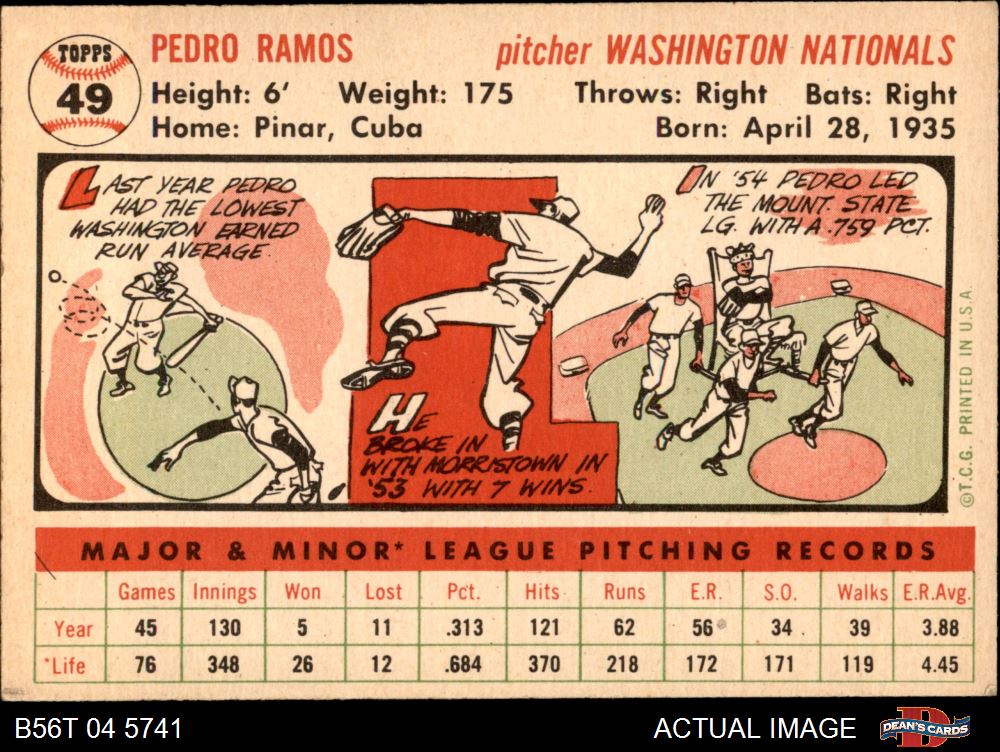 TOPPS
49
PEDRO RAMOS
pitcher WASHINGTON NATIONALS
Height: 6' Weight: 175 Throws: Right Bats: Right
Home: Pinar, Cuba Born: April 28, 1935
LAST YEAR PEDRO
HAD THE LOWEST
WASHINGTON EARNED
RUN AVERAGE.
HE
BROKE IN
WITH MORRISTOWN IN
'53 WITH 7 WINS.
IN '54 PEDRO LED
THE MOUNT. STATE
LG. WITH A .759 PCT.
©T.C.G. PRINTED IN U.S.A.
MAJOR & MINOR* LEAGUE PITCHING RECORDS
Games Innings Won Lost Pct. Hits Runs E.R. S.O. Walks E.R.Avg.
Year 45 130 5 11 .313 121 62 56 34 39 3.88
*Life 76 348 26 12 .684 370 218 172 171 119 4.45
B56T 04 5741
ACTUAL IMAGE
D
DEAN'S CARDS